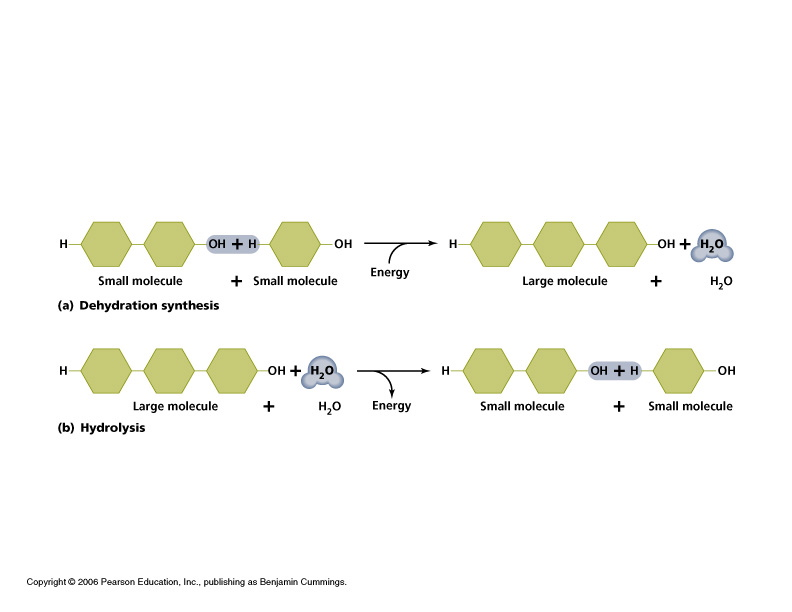 H OH + H OH H OH + H₂O
Energy
Small molecule + Small molecule Large molecule + H₂O
(a) Dehydration synthesis
H OH + H₂O H OH + H OH
Large molecule + H₂O Energy Small molecule + Small molecule
(b) Hydrolysis
Copyright © 2006 Pearson Education, Inc., publishing as Benjamin Cummings.